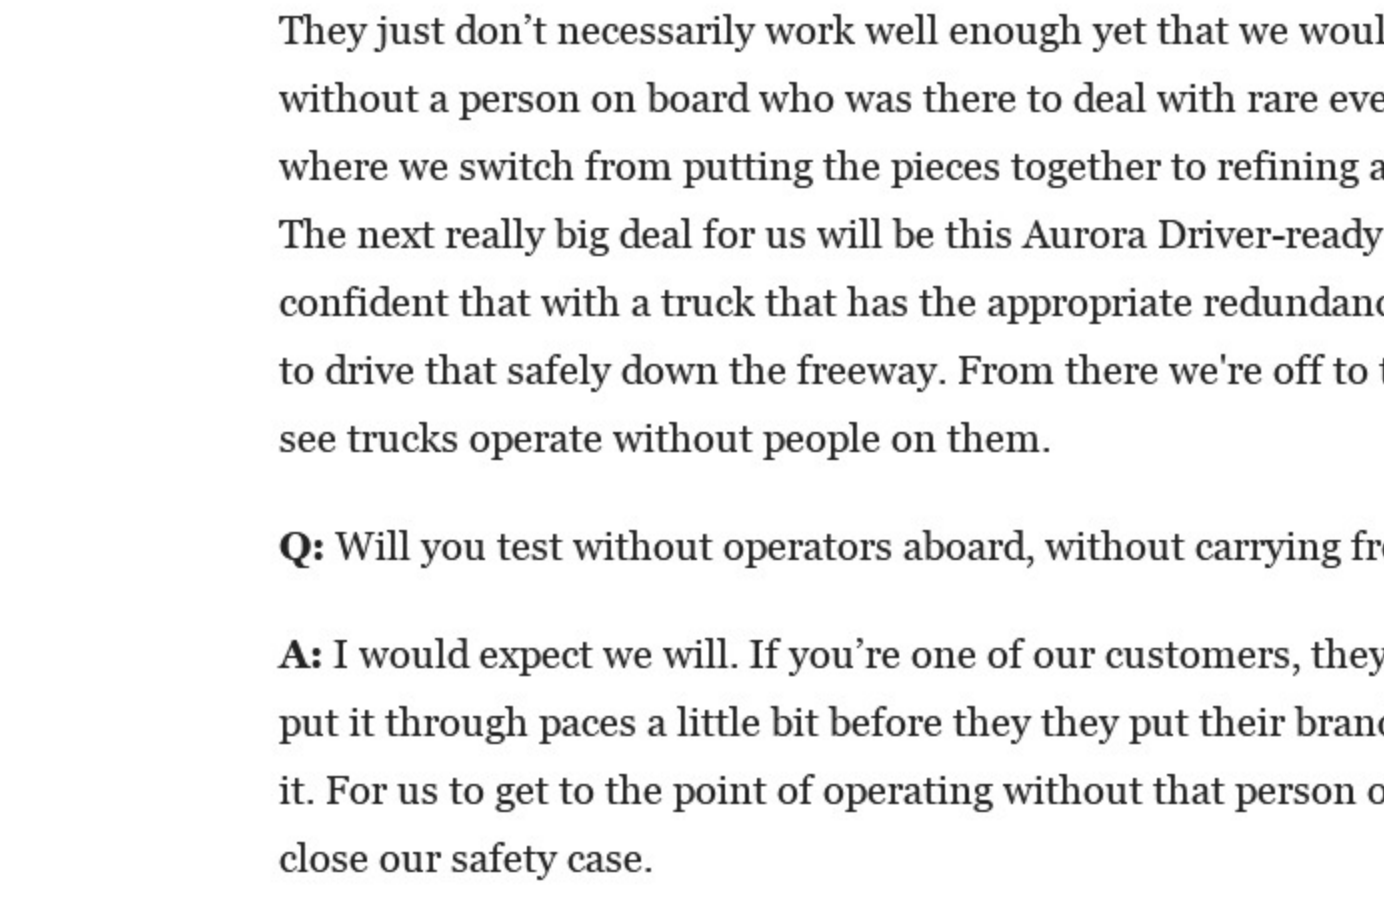 They just don’t necessarily work well enough yet that we
without a person on board who was there to deal with rare
where we switch from putting the pieces together to refining
The next really big deal for us will be this Aurora Driver-ready
confident that with a truck that has the appropriate
to drive that safely down the freeway. From there we're off to
see trucks operate without people on them.
Q: Will you test without operators aboard, without carrying
A: I would expect we will. If you’re one of our customers, they
put it through paces a little bit before they they put their
it. For us to get to the point of operating without that person
close our safety case.